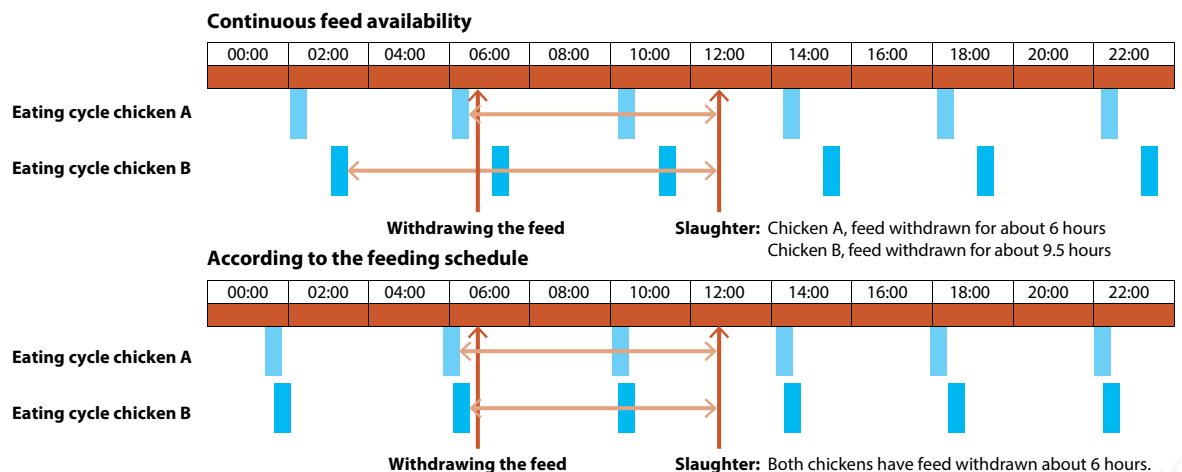 Continuous feed availability
00:00 02:00 04:00 06:00 08:00 10:00 12:00 14:00 16:00 18:00 20:00 22:00
Eating cycle chicken A
Eating cycle chicken B
Withdrawing the feed
Slaughter: Chicken A, feed withdrawn for about 6 hours
Chicken B, feed withdrawn for about 9.5 hours
According to the feeding schedule
00:00 02:00 04:00 06:00 08:00 10:00 12:00 14:00 16:00 18:00 20:00 22:00
Eating cycle chicken A
Eating cycle chicken B
Withdrawing the feed
Slaughter: Both chickens have feed withdrawn about 6 hours.